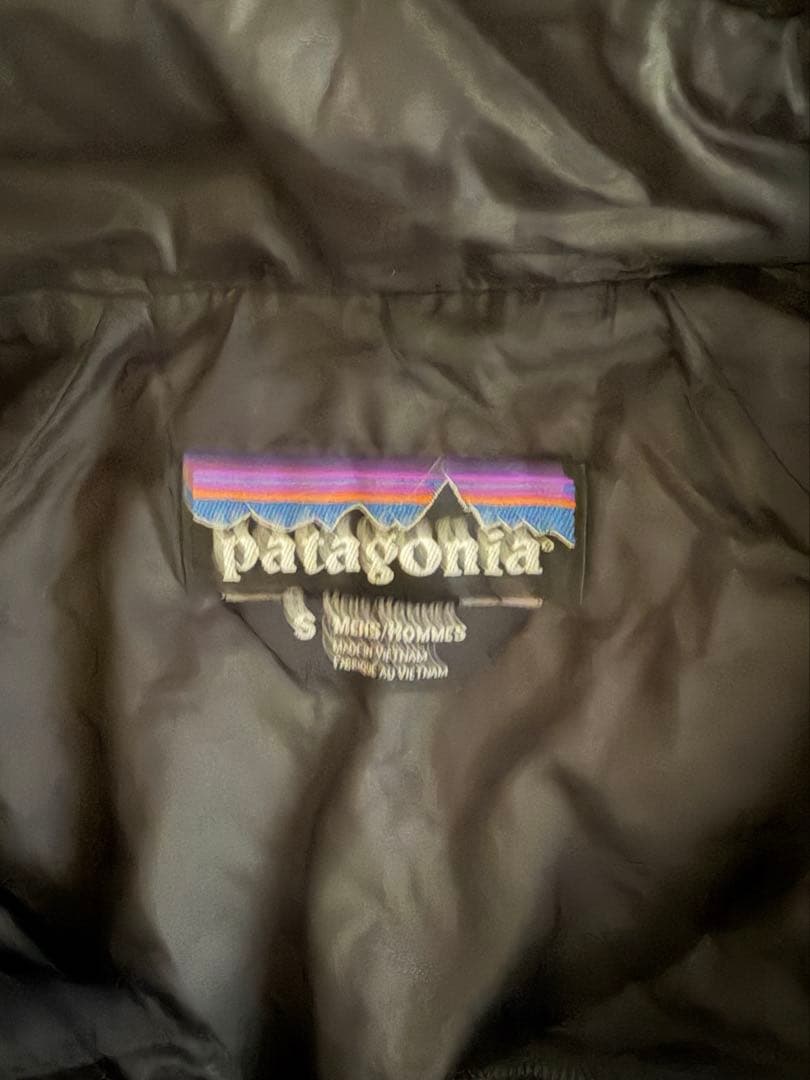 patagonia®
S MENS/HOMMES
MADE IN VIETNAM
FABRIQUÉ AU VIETNAM